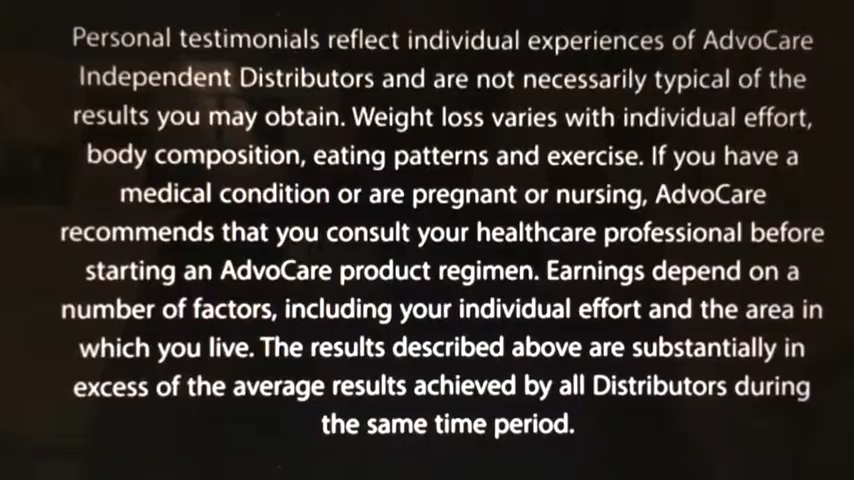 Personal testimonials reflect individual experiences of AdvoCare
Independent Distributors and are not necessarily typical of the
results you may obtain. Weight loss varies with individual effort,
body composition, eating patterns and exercise. If you have a
medical condition or are pregnant or nursing, AdvoCare
recommends that you consult your healthcare professional before
starting an AdvoCare product regimen. Earnings depend on a
number of factors, including your individual effort and the area in
which you live. The results described above are substantially in
excess of the average results achieved by all Distributors during
the same time period.